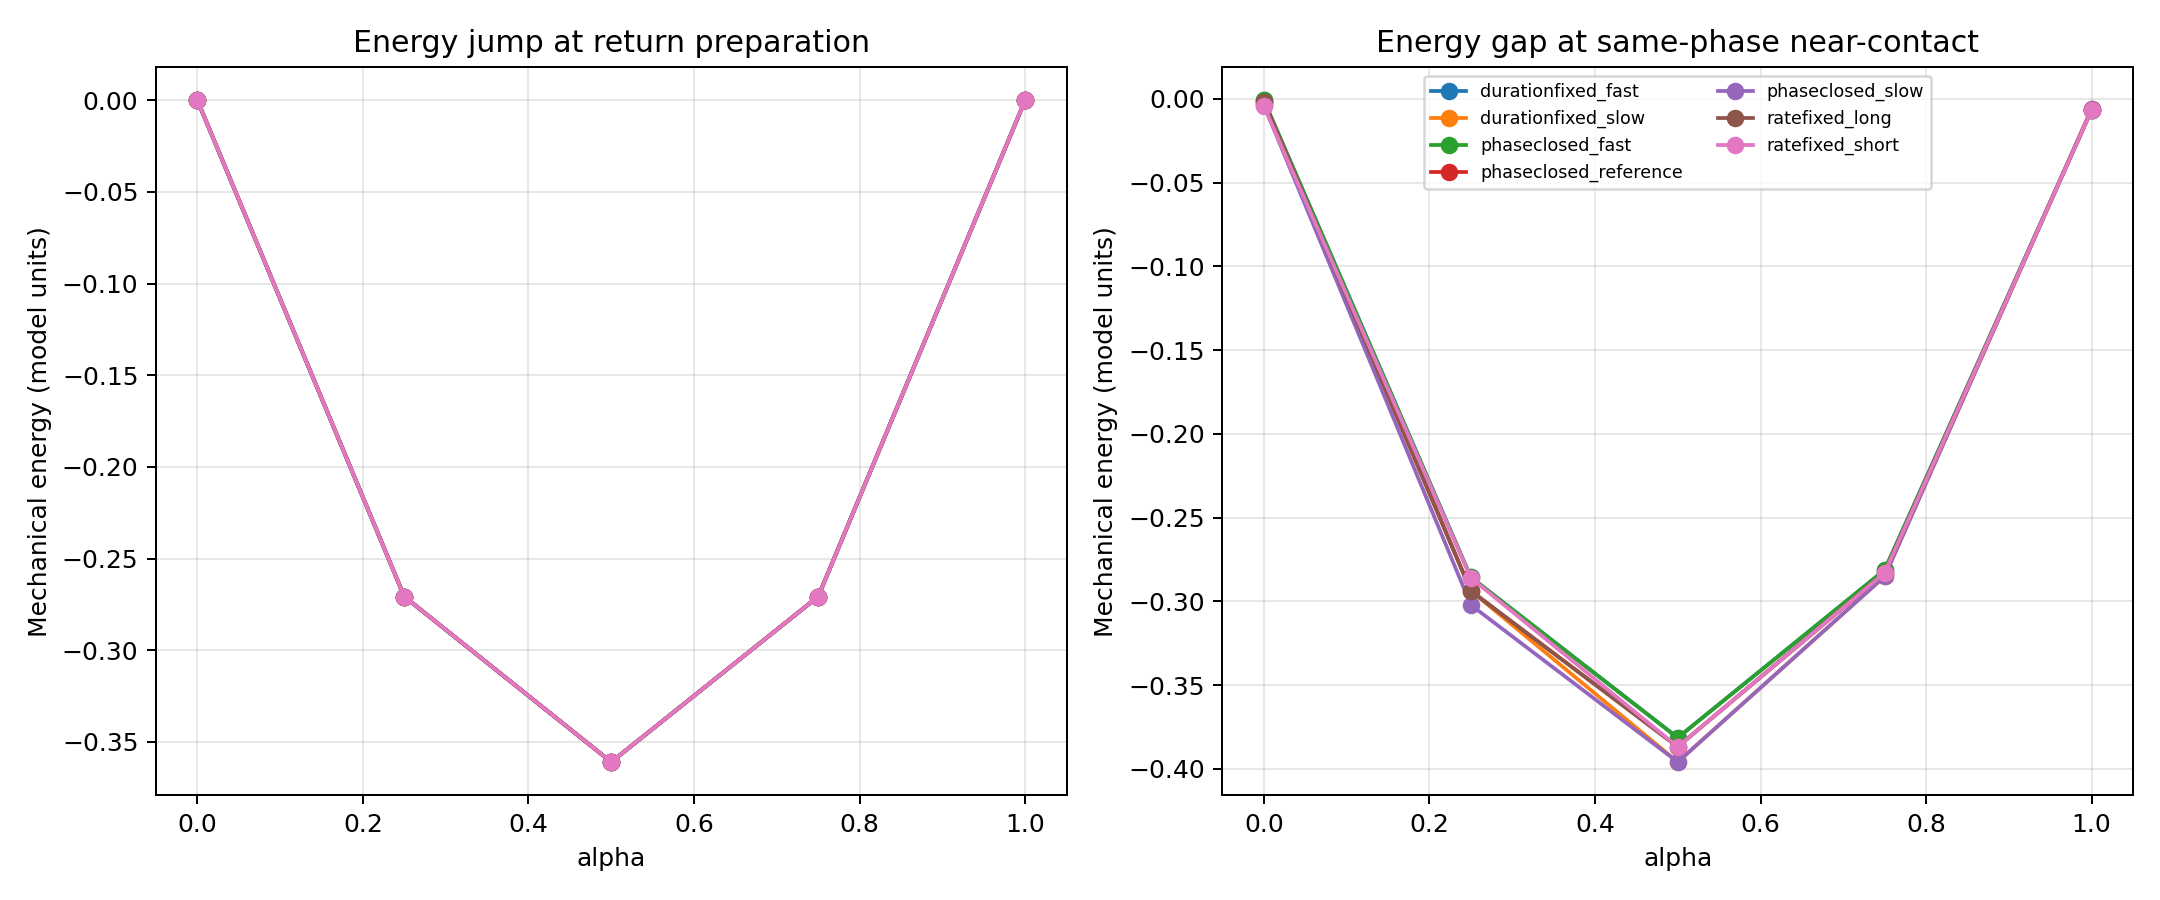 Energy jump at return preparation
Mechanical energy (model units)
0.00
−0.05
−0.10
−0.15
−0.20
−0.25
−0.30
−0.35
0.0 0.2 0.4 0.6 0.8 1.0
alpha
Energy gap at same-phase near-contact
Mechanical energy (model units)
0.00
−0.05
−0.10
−0.15
−0.20
−0.25
−0.30
−0.35
−0.40
durationfixed_fast
durationfixed_slow
phaseclosed_fast
phaseclosed_reference
phaseclosed_slow
ratefixed_long
ratefixed_short
0.0 0.2 0.4 0.6 0.8 1.0
alpha